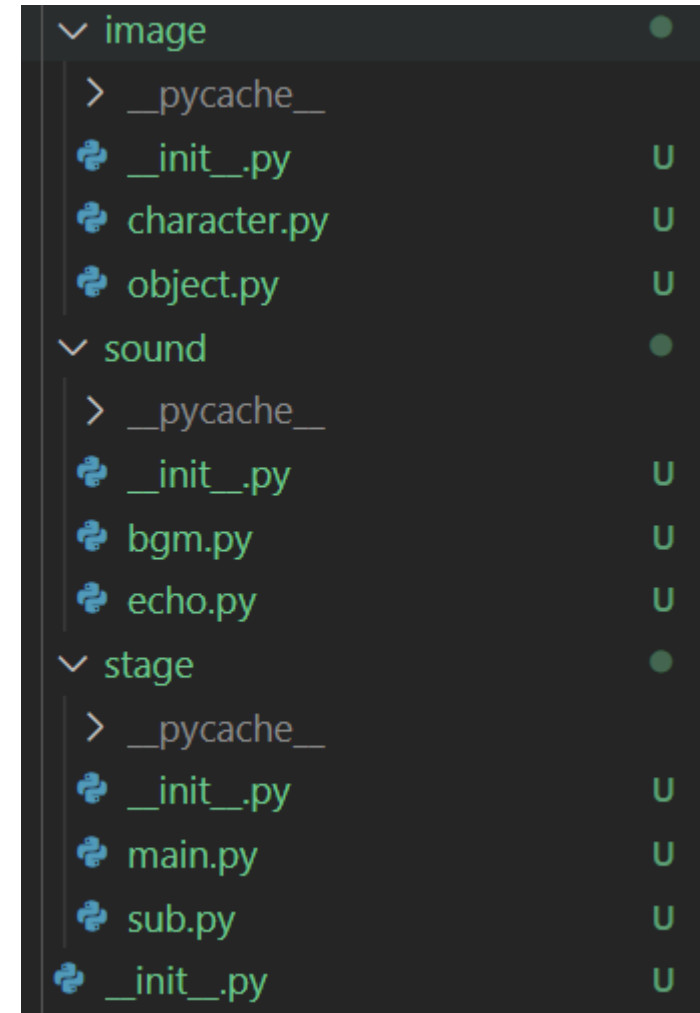 image
__pycache__
__init__.py U
character.py U
object.py U
sound
__pycache__
__init__.py U
bgm.py U
echo.py U
stage
__pycache__
__init__.py U
main.py U
sub.py U
__init__.py U